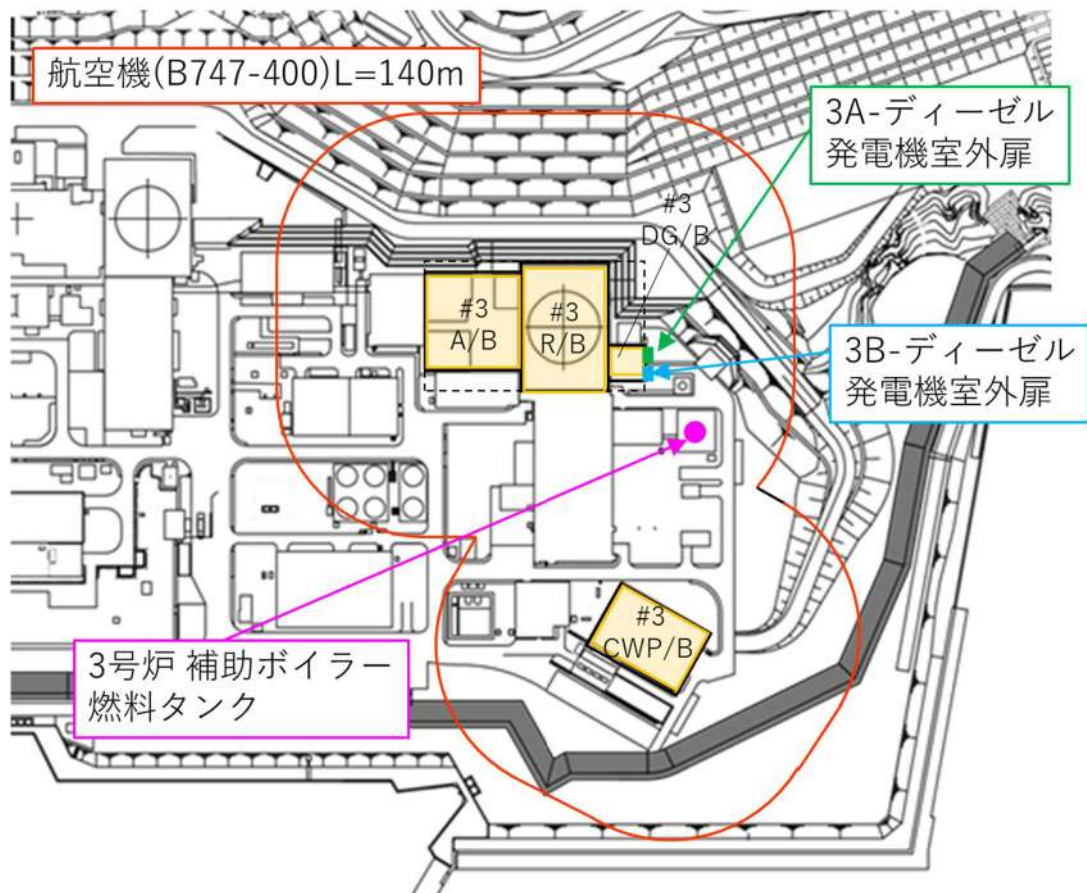 航空機(B747-400)L=140m
3A-ディーゼル
発電機室外扉
#3
DG/B
#3
A/B
#3
R/B
3B-ディーゼル
発電機室外扉
#3
CWP/B
3号炉 補助ボイラー
燃料タンク